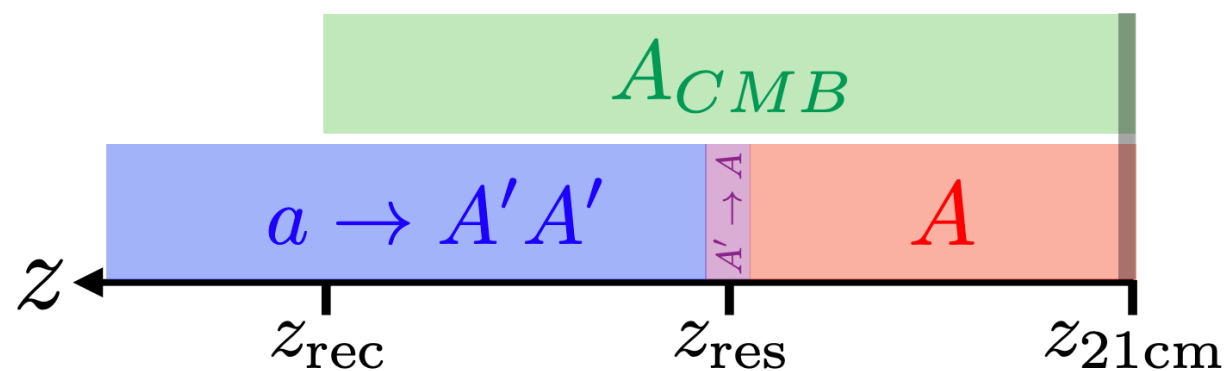 A_{CMB}
a → A′A′
A′ → A
A
z
z_{rec}
z_{res}
z_{21cm}